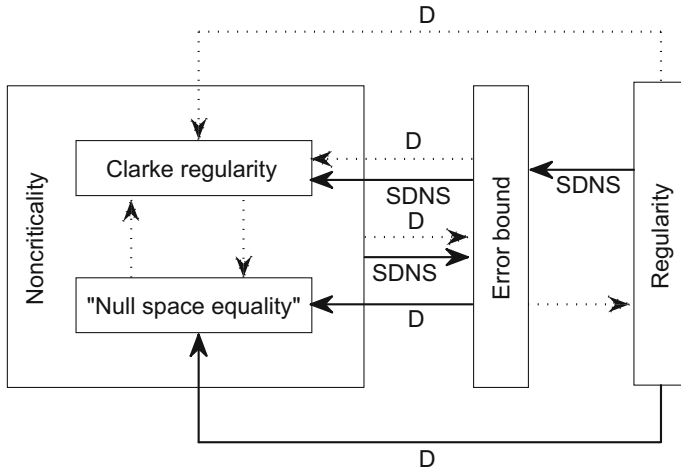 D
Clarke regularity
D
SDNS
SDNS
D
SDNS
Noncriticality
Error bound
Regularity
"Null space equality"
D
D